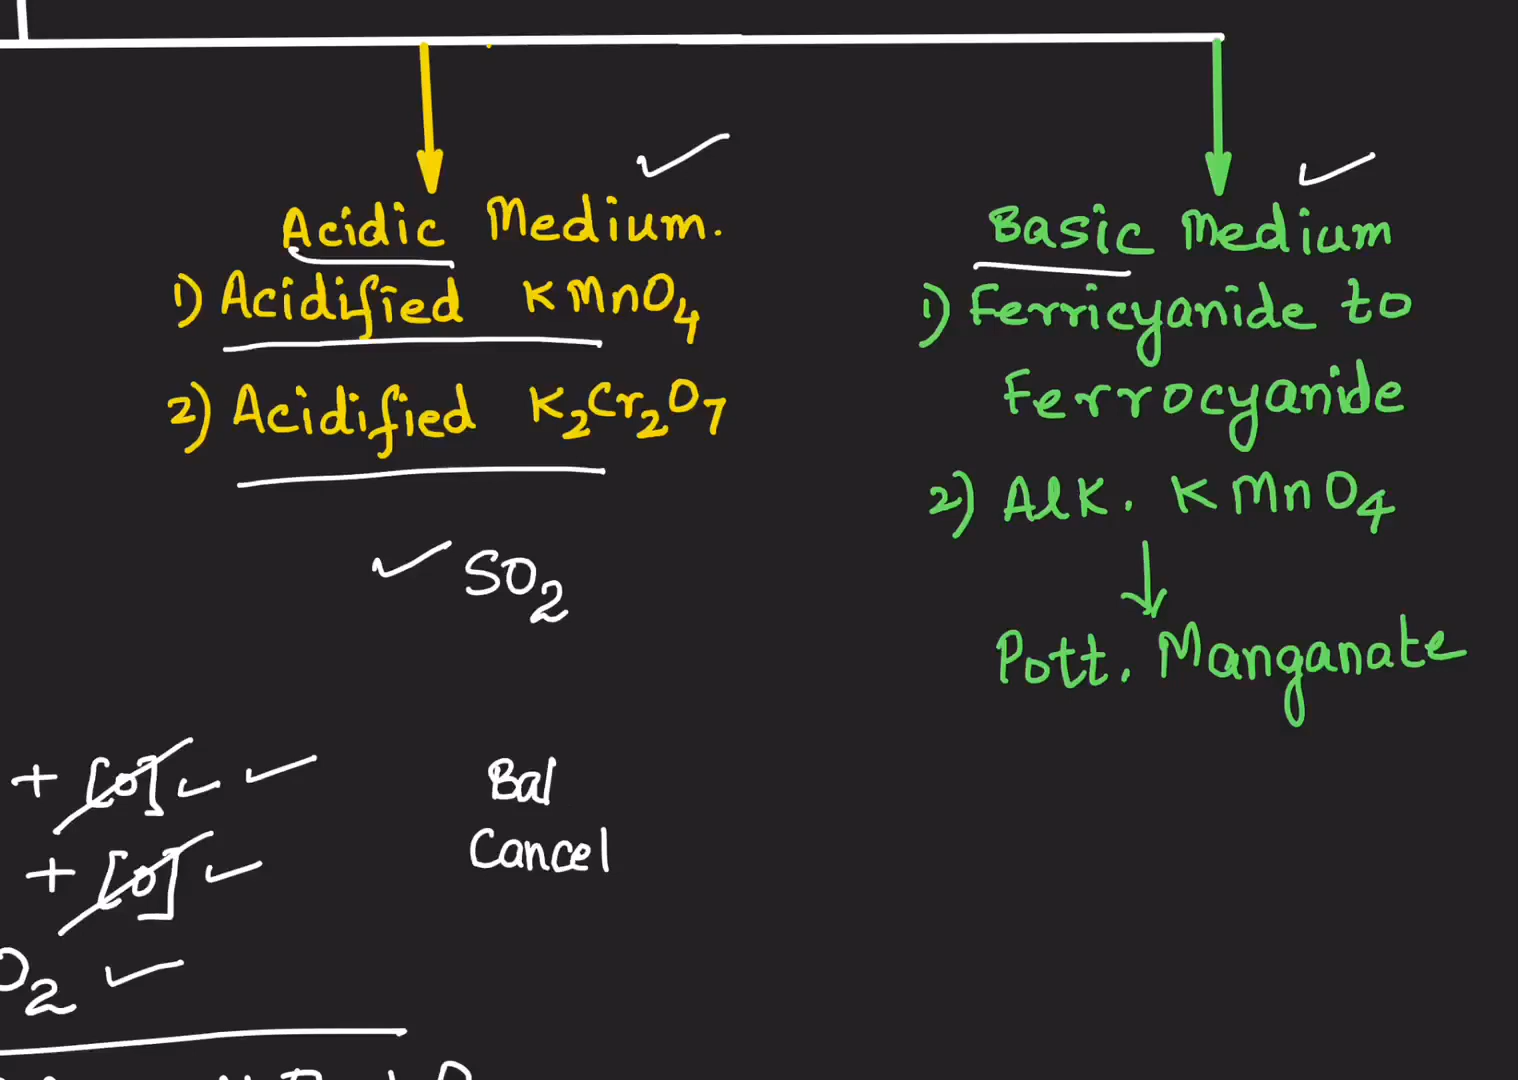 Acidic Medium.
1) Acidified KMnO4
2) Acidified K2Cr2O7
SO2
Basic Medium
1) Ferricyanide to
Ferrocyanide
2) Alk. KMnO4
↓
Pott. Manganate
+ [O]
+ [O]
O2
Bal
Cancel